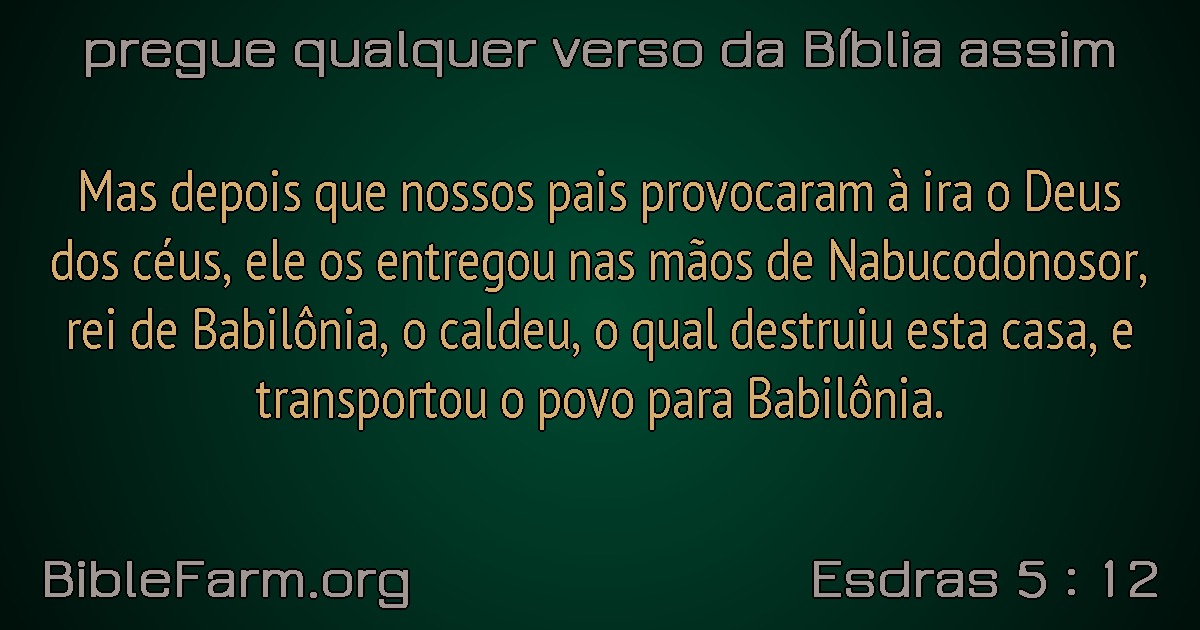 pregue qualquer verso da Bíblia assim
Mas depois que nossos pais provocaram à ira o Deus
dos céus, ele os entregou nas mãos de Nabucodonosor,
rei de Babilônia, o caldeu, o qual destruiu esta casa, e
transportou o povo para Babilônia.
BibleFarm.org
Esdras 5 : 12